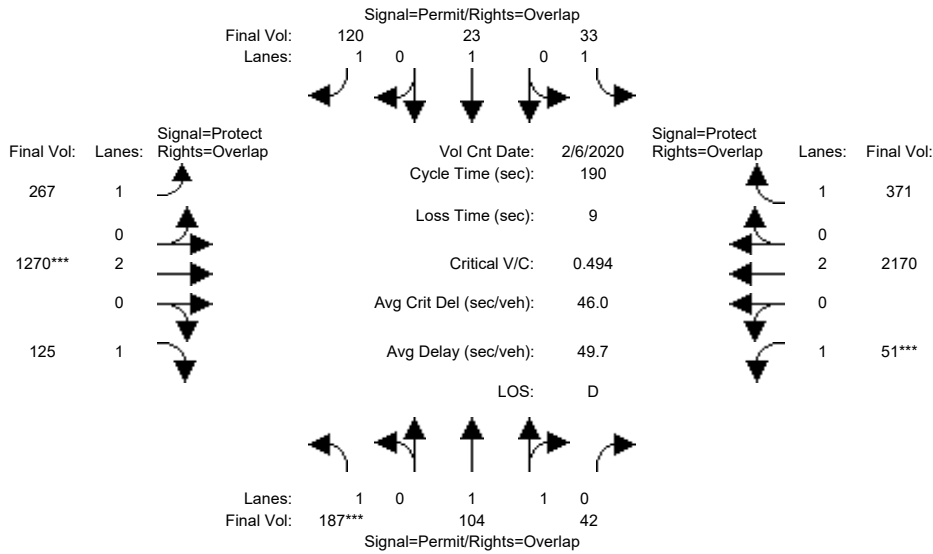 Signal=Permit/Rights=Overlap
Final Vol: 120 23 33
Lanes: 1 0 1 0 1
Signal=Protect
Final Vol: Lanes: Rights=Overlap
Vol Cnt Date: 2/6/2020
Signal=Protect
Rights=Overlap Lanes: Final Vol:
Cycle Time (sec): 190
267 1
1 371
Loss Time (sec): 9
0
0
1270*** 2
Critical V/C: 0.494
2 2170
0
Avg Crit Del (sec/veh): 46.0
0
125 1
Avg Delay (sec/veh): 49.7
1 51***
LOS: D
Lanes: 1 0 1 1 0
Final Vol: 187*** 104 42
Signal=Permit/Rights=Overlap